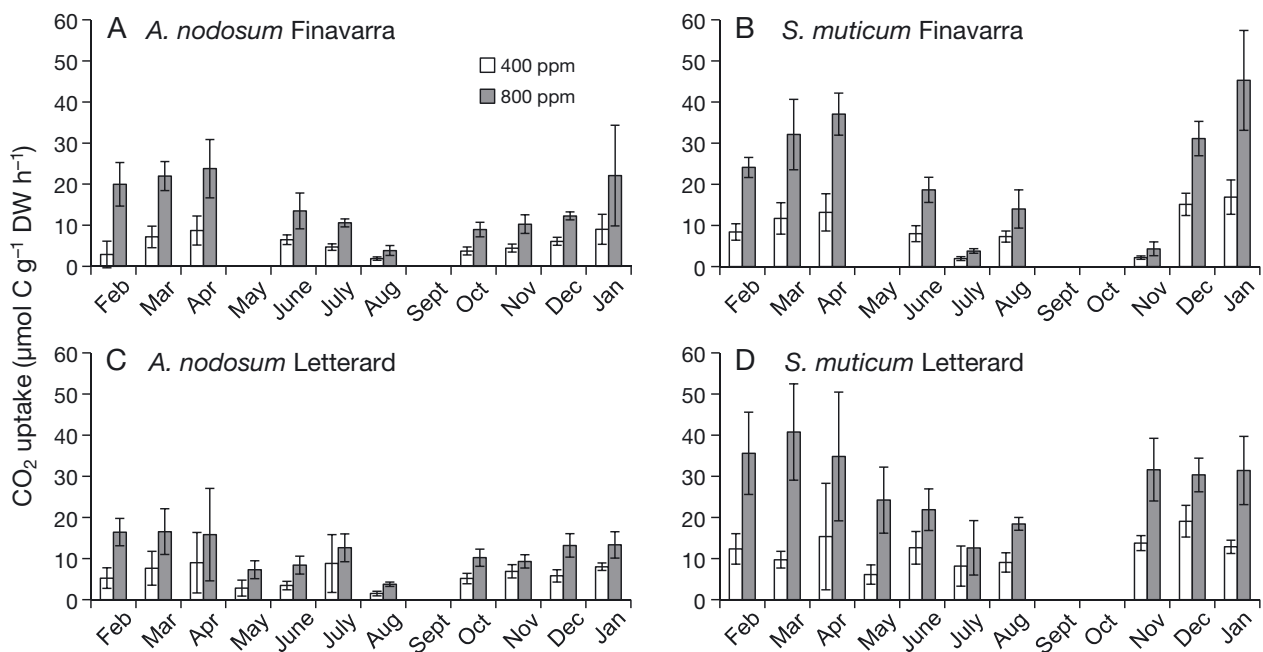 CO2 uptake (µmol C g–1 DW h–1)
A A. nodosum Finavarra
400 ppm
800 ppm
60
50
40
30
20
10
0
Feb Mar Apr May June July Aug Sept Oct Nov Dec Jan
B S. muticum Finavarra
60
50
40
30
20
10
0
Feb Mar Apr May June July Aug Sept Oct Nov Dec Jan
C A. nodosum Letterard
60
50
40
30
20
10
0
Feb Mar Apr May June July Aug Sept Oct Nov Dec Jan
D S. muticum Letterard
60
50
40
30
20
10
0
Feb Mar Apr May June July Aug Sept Oct Nov Dec Jan